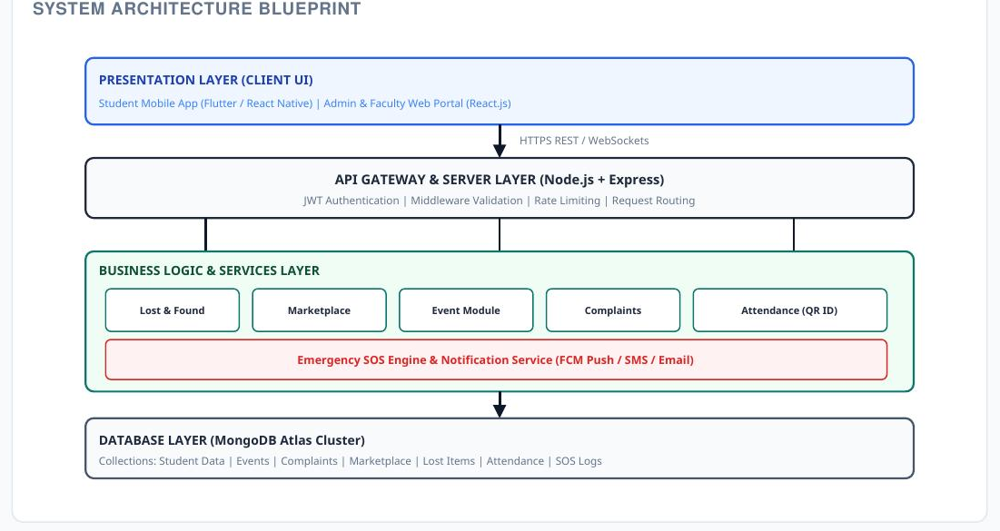 SYSTEM ARCHITECTURE BLUEPRINT
PRESENTATION LAYER (CLIENT UI)
Student Mobile App (Flutter / React Native) | Admin & Faculty Web Portal (React.js)
HTTPS REST / WebSockets
API GATEWAY & SERVER LAYER (Node.js + Express)
JWT Authentication | Middleware Validation | Rate Limiting | Request Routing
BUSINESS LOGIC & SERVICES LAYER
Lost & Found
Marketplace
Event Module
Complaints
Attendance (QR ID)
Emergency SOS Engine & Notification Service (FCM Push / SMS / Email)
DATABASE LAYER (MongoDB Atlas Cluster)
Collections: Student Data | Events | Complaints | Marketplace | Lost Items | Attendance | SOS Logs